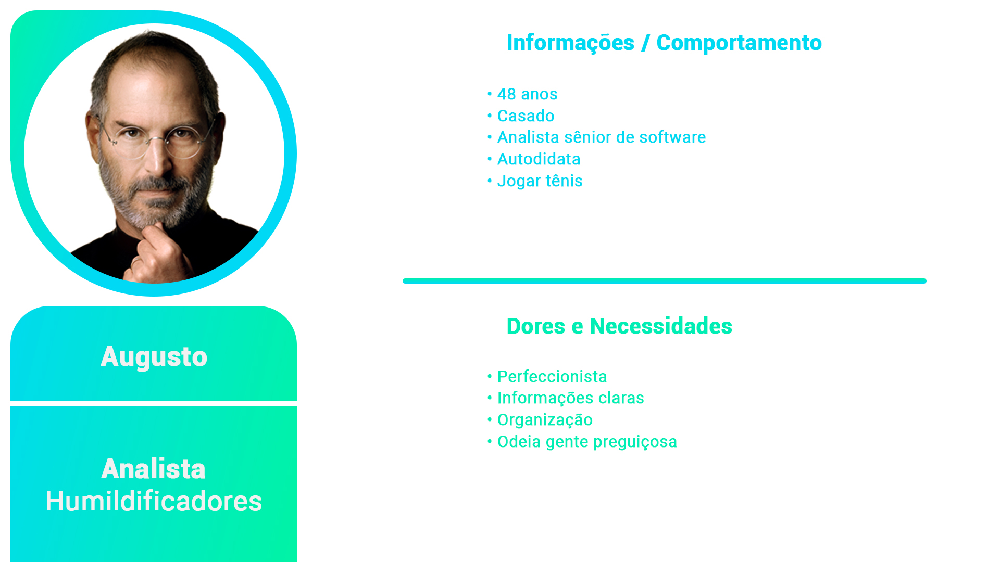 Informações / Comportamento
• 48 anos
• Casado
• Analista sênior de software
• Autodidata
• Jogar tênis
Dores e Necessidades
• Perfeccionista
• Informações claras
• Organização
• Odeia gente preguiçosa
Augusto
Analista
Humildificadores